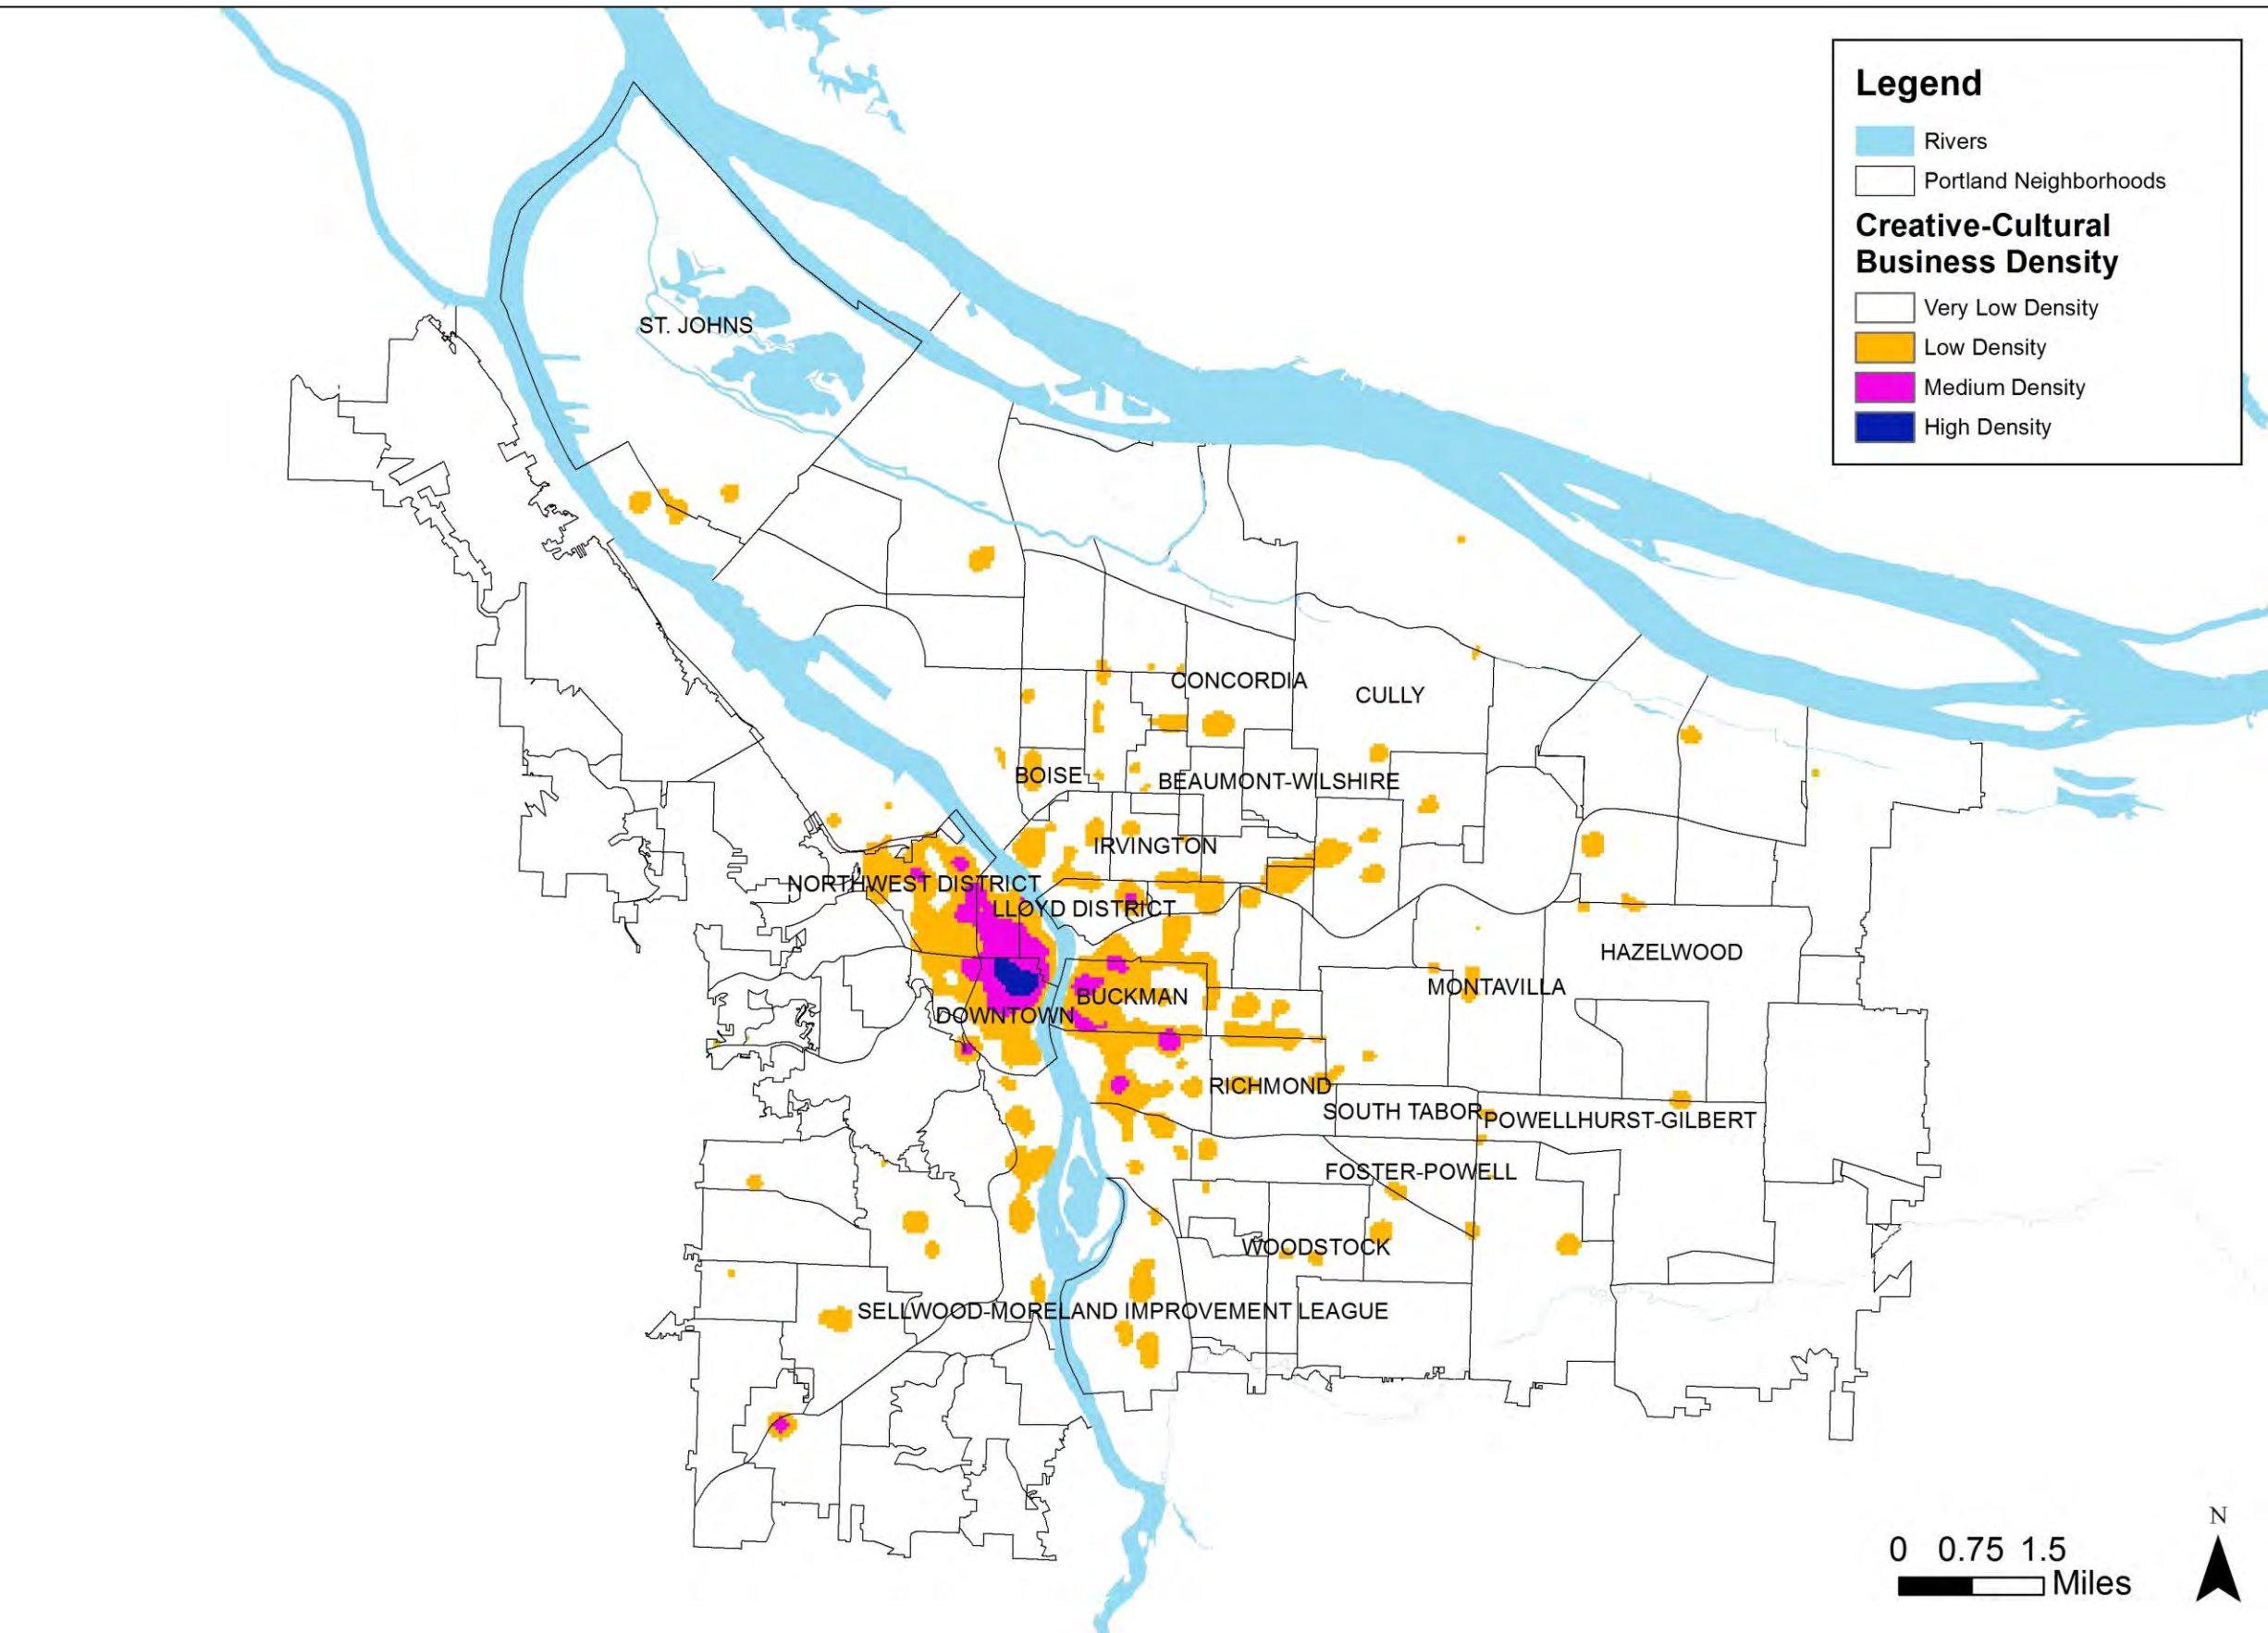 Legend
Rivers
Portland Neighborhoods
Creative-Cultural
Business Density
Very Low Density
Low Density
Medium Density
High Density
ST. JOHNS
CONCORDIA
CULLY
BOISE
BEAUMONT-WILSHIRE
IRVINGTON
NORTHWEST DISTRICT
LLOYD DISTRICT
HAZELWOOD
MONTAVILLA
BUCKMAN
DOWNTOWN
RICHMOND
SOUTH TABOR
POWELLHURST-GILBERT
FOSTER-POWELL
WOODSTOCK
SELLWOOD-MORELAND IMPROVEMENT LEAGUE
N
0 0.75 1.5
Miles